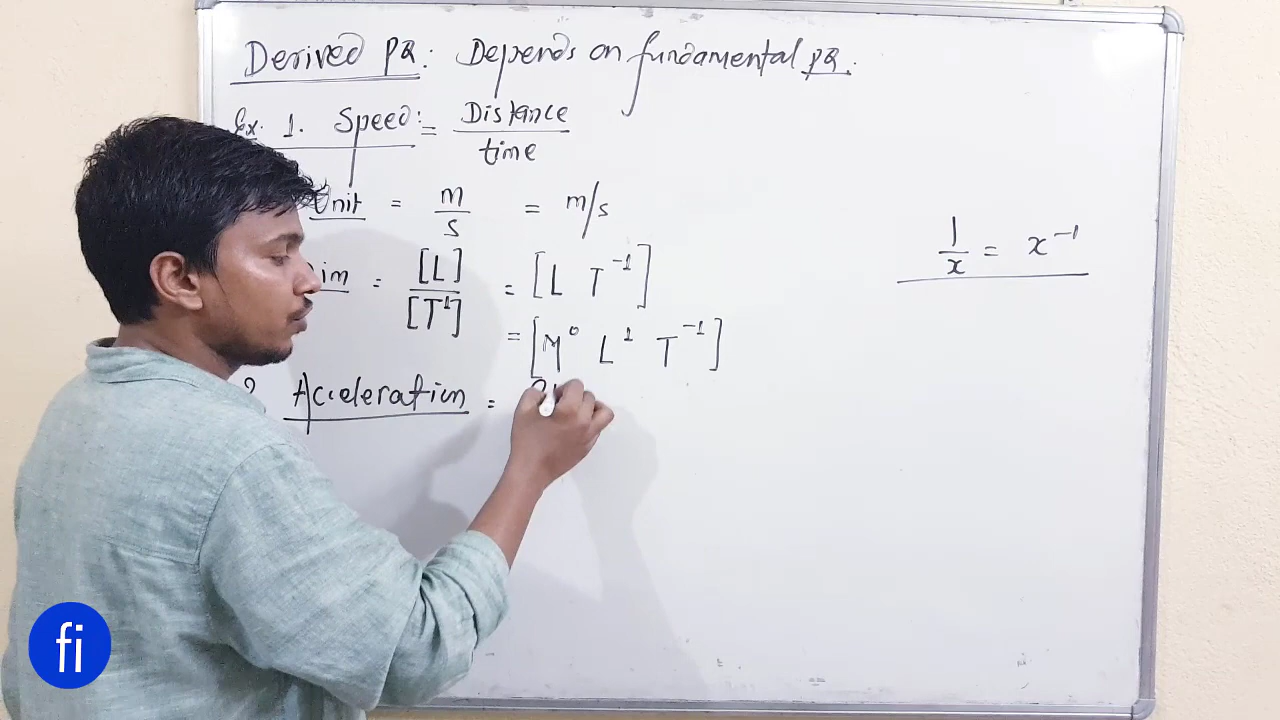 Derived PQ: Depends on fundamental PQ.
Ex. 1. Speed: = Distance / time
Unit = m / s = m/s
im = [L] / [T¹] = [L T⁻¹]
= [M⁰ L¹ T⁻¹]
Acceleration =
1/x = x⁻¹
fi